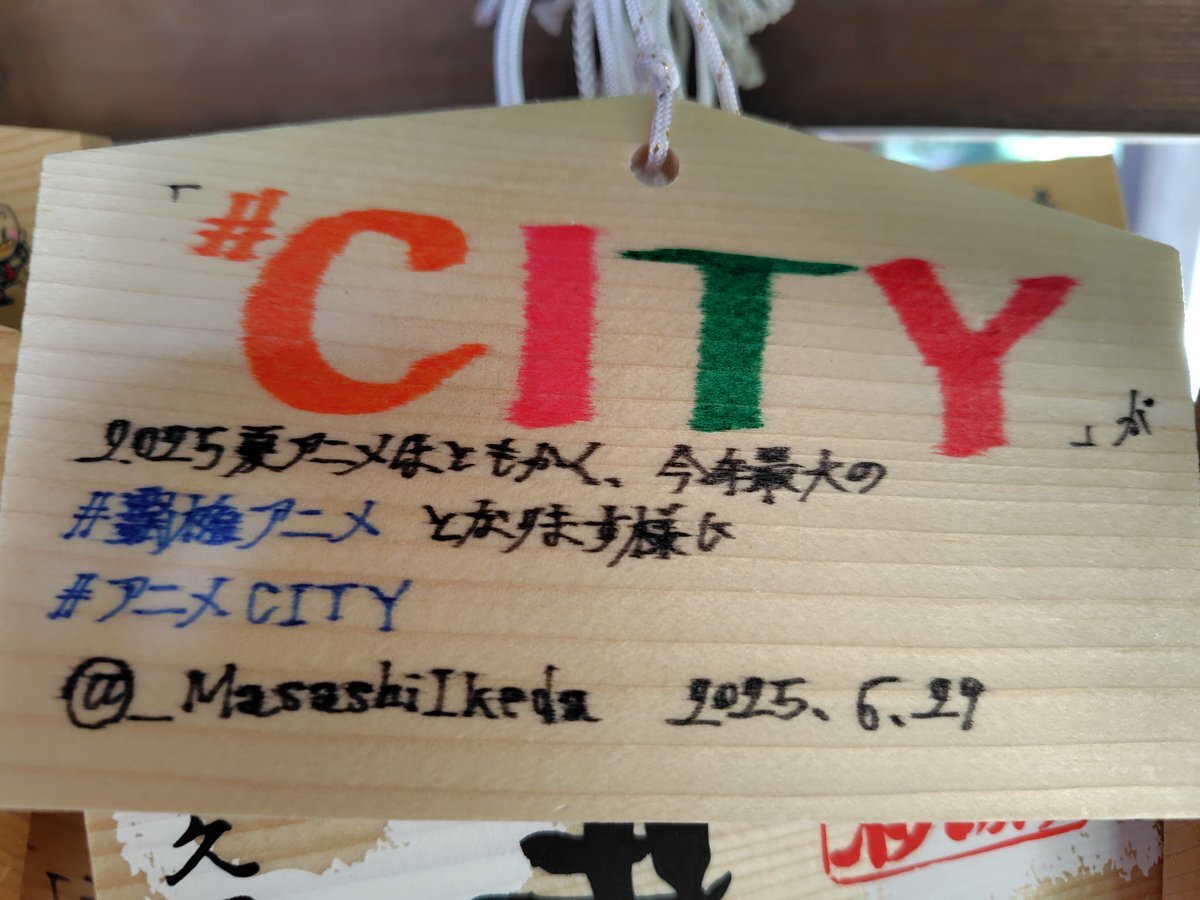 「#CITY」が
2025夏アニメはともかく、今年最大の
#覇権アニメ となります様に
#アニメCITY
@_MasashiIkeda 2025、6、29
久